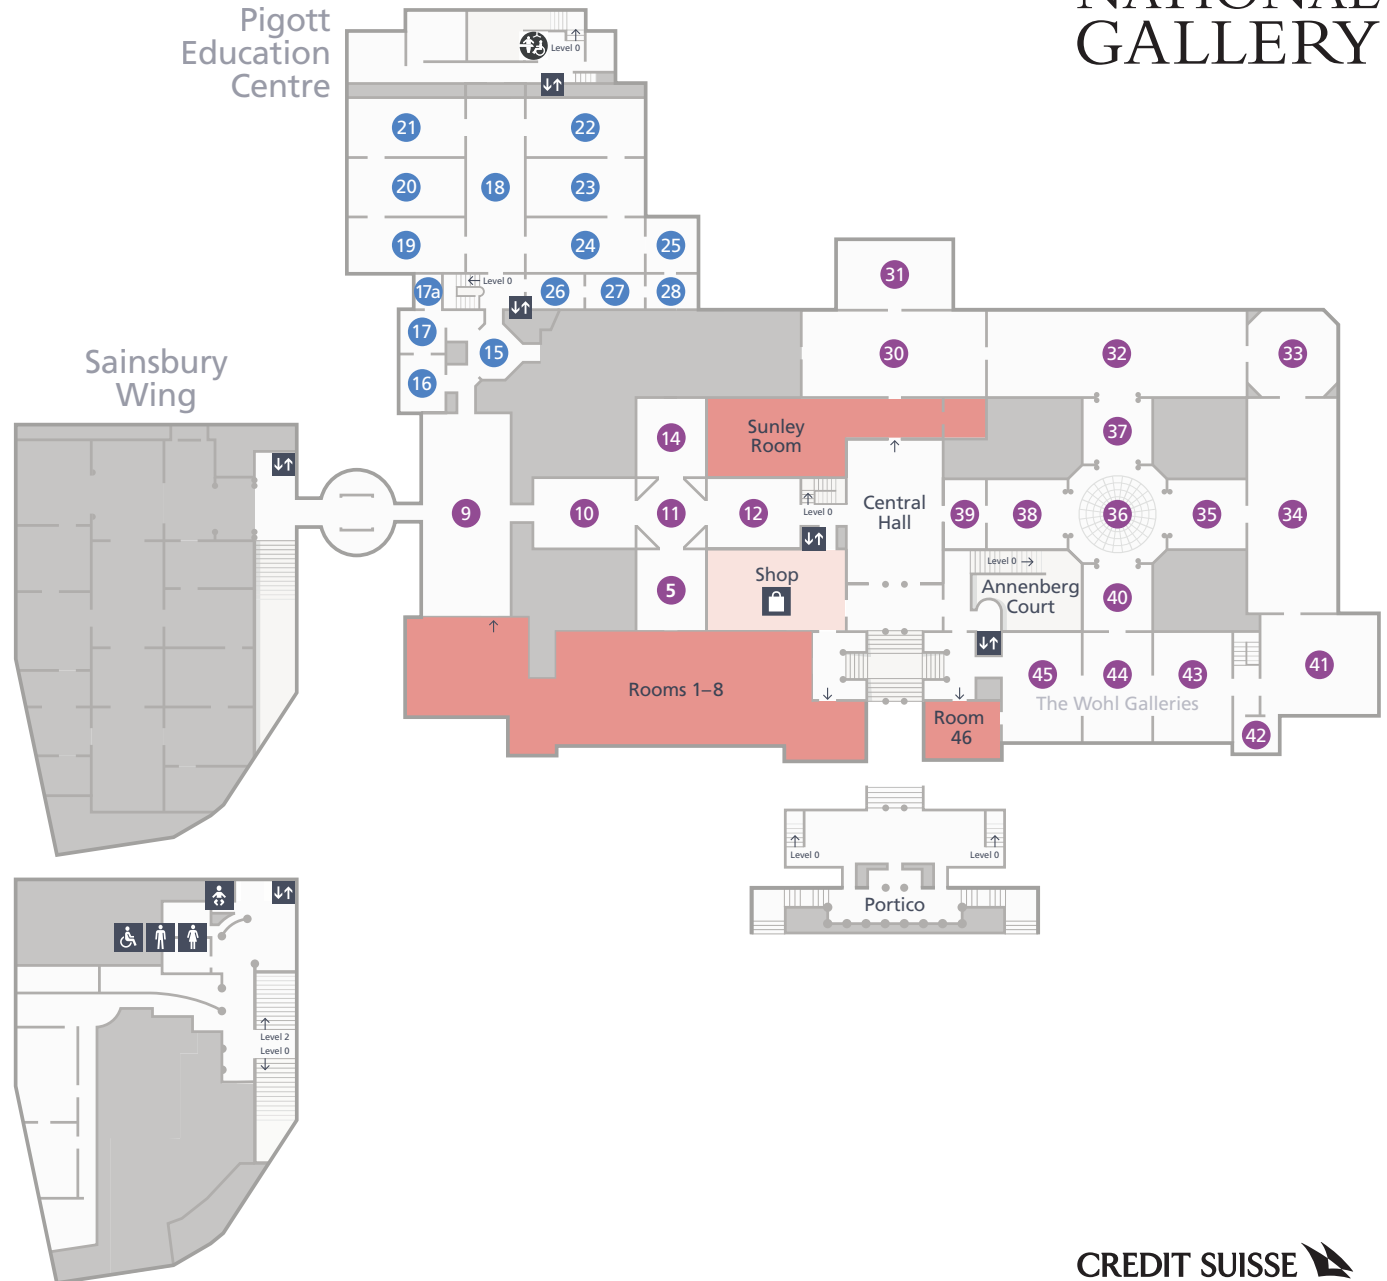 NATIONAL
GALLERY
Pigott
Education
Centre
Level 0
21
22
20
18
23
19
24
25
17a
Level 0
26
27
28
31
17
15
16
30
32
33
Sainsbury
Wing
14
Sunley
Room
37
9
10
11
12
Level 0
Central
Hall
39
38
36
35
34
5
Shop
Level 0
Annenberg
Court
40
Rooms 1–8
45
44
43
41
The Wohl Galleries
Room
46
42
Level 0
Level 0
Portico
Level 2
Level 0
CREDIT SUISSE